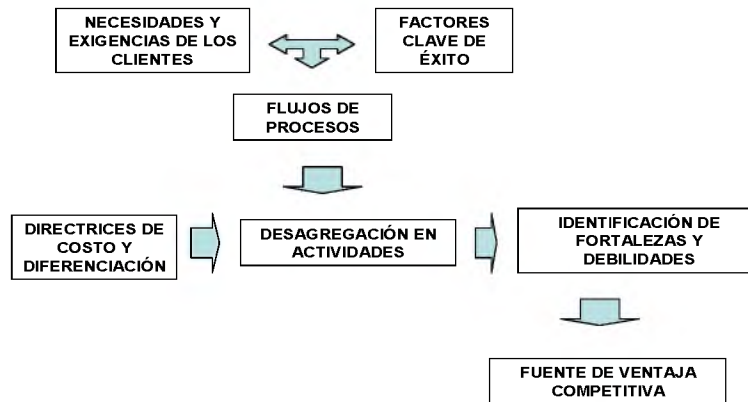 NECESIDADES Y
EXIGENCIAS DE LOS
CLIENTES
FACTORES
CLAVE DE
ÉXITO
FLUJOS DE
PROCESOS
DIRECTRICES DE
COSTO Y
DIFERENCIACIÓN
DESAGREGACIÓN EN
ACTIVIDADES
IDENTIFICACIÓN DE
FORTALEZAS Y
DEBILIDADES
FUENTE DE VENTAJA
COMPETITIVA